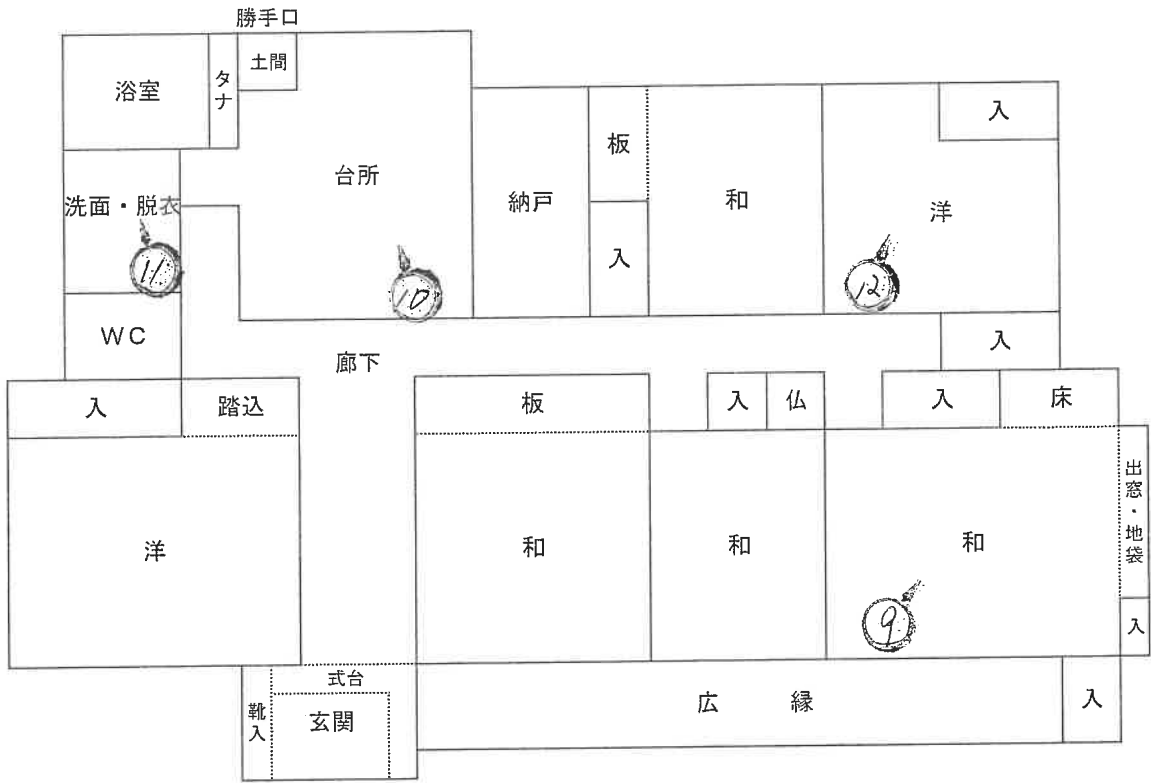 勝手口
浴室
タナ
土間
台所
納戸
板
入
和
洋
入
洗面・脱衣
11
10
12
WC
廊下
入
入
踏込
板
入
仏
入
床
洋
和
和
和
出窓・地袋
9
入
靴入
式台
玄関
広縁
入